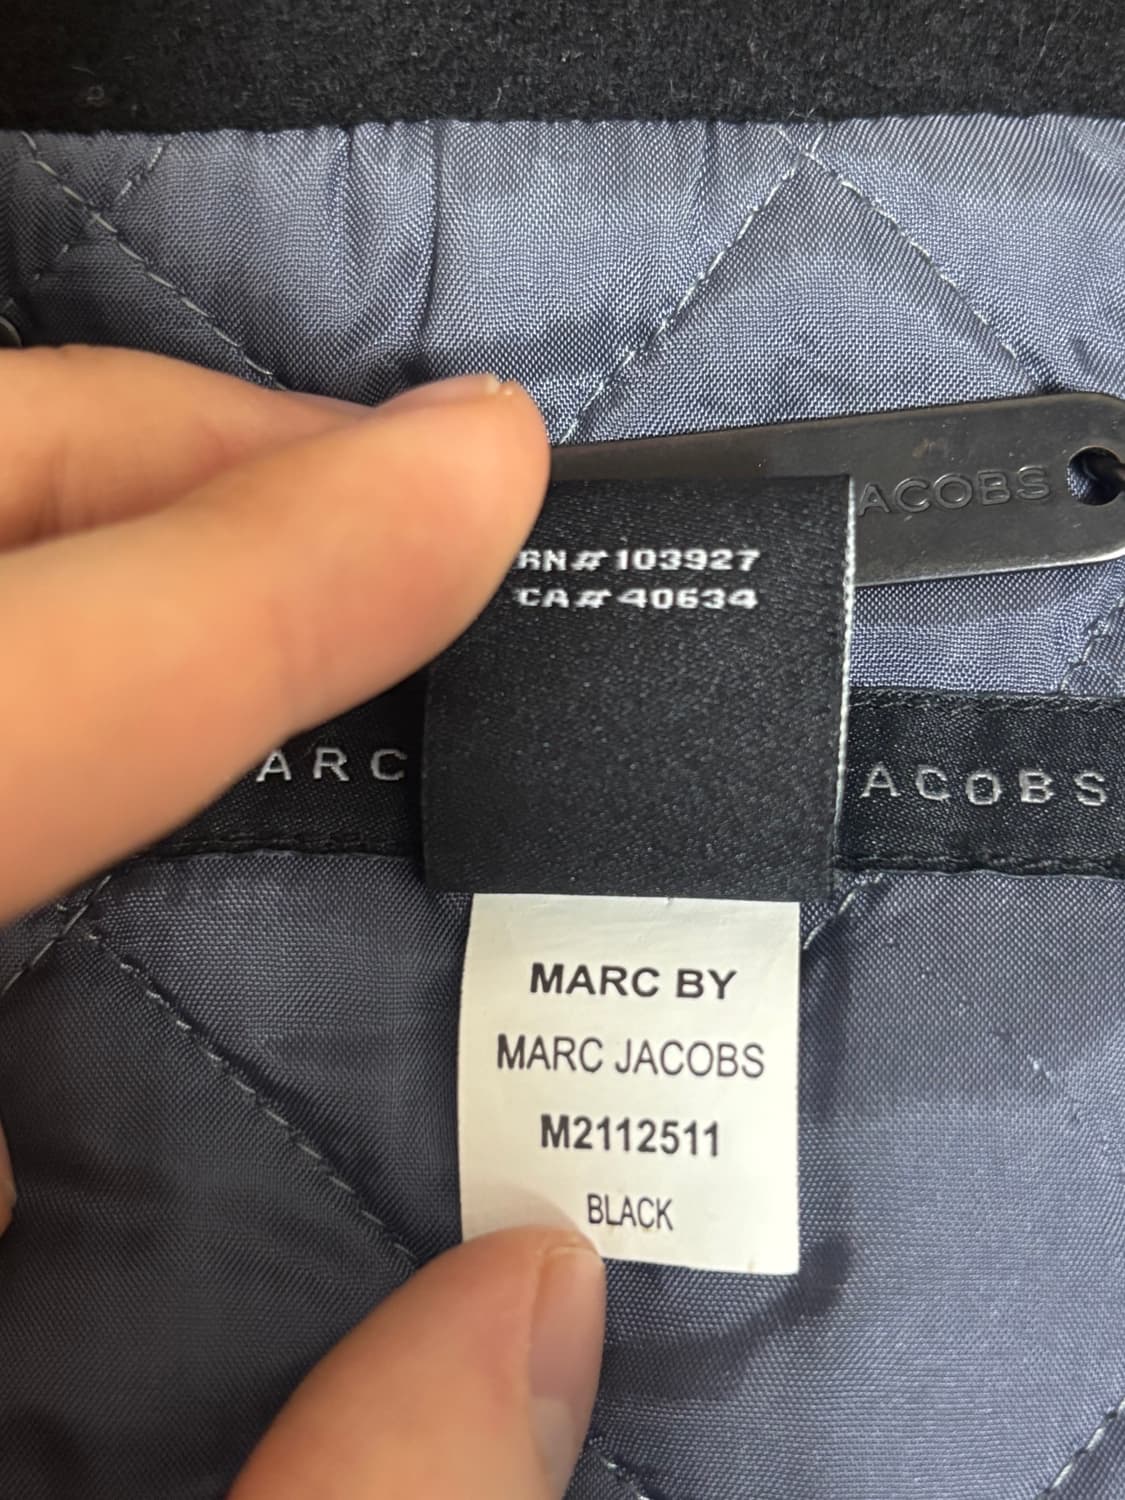 ACOBS
RN# 103927
CA# 40634
ARC
ACOBS
MARC BY
MARC JACOBS
M2112511
BLACK